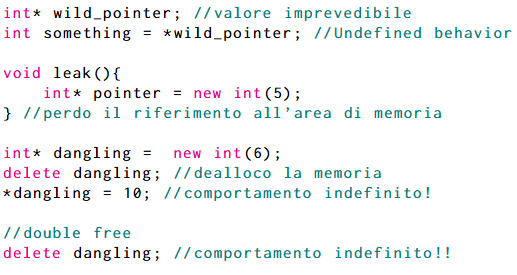 int* wild_pointer; //valore imprevedibile
int something = *wild_pointer; //Undefined behavior
void leak(){
int* pointer = new int(5);
} //perdo il riferimento all'area di memoria
int* dangling =  new int(6);
delete dangling; //dealloco la memoria
*dangling = 10; //comportamento indefinito!
//double free
delete dangling; //comportamento indefinito!!